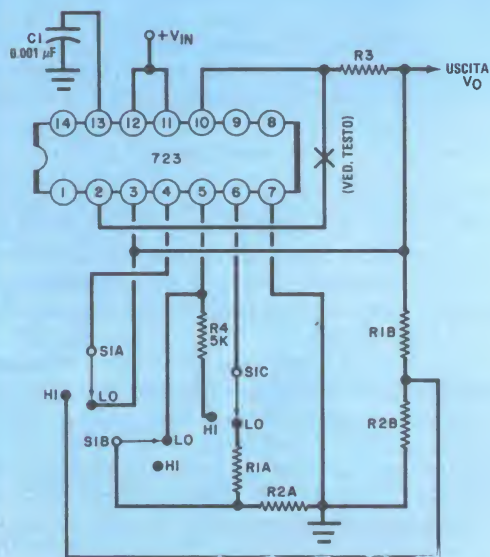 C1
0.001 µF
+VIN
R3
USCITA
VO
14 13 12 11 10 9 8
723
1 2 3 4 5 6 7
(VED. TESTO)
R4
5K
S1A
S1C
R1B
HI
LO
HI
LO
S1B
LO
R2B
HI
R1A
R2A